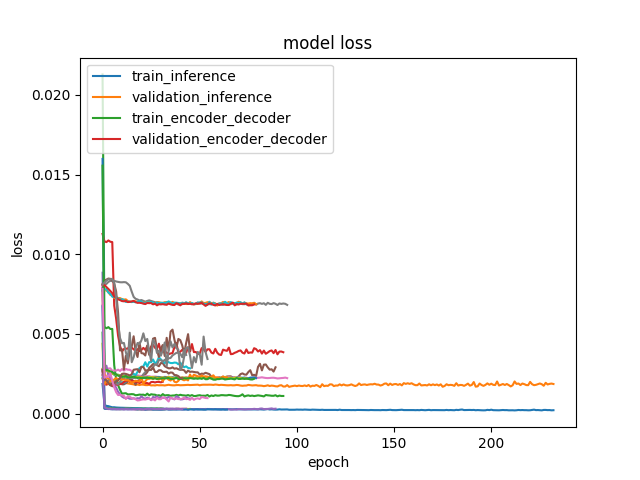 model loss
train_inference
validation_inference
train_encoder_decoder
validation_encoder_decoder
loss
0.020
0.015
0.010
0.005
0.000
0 50 100 150 200
epoch